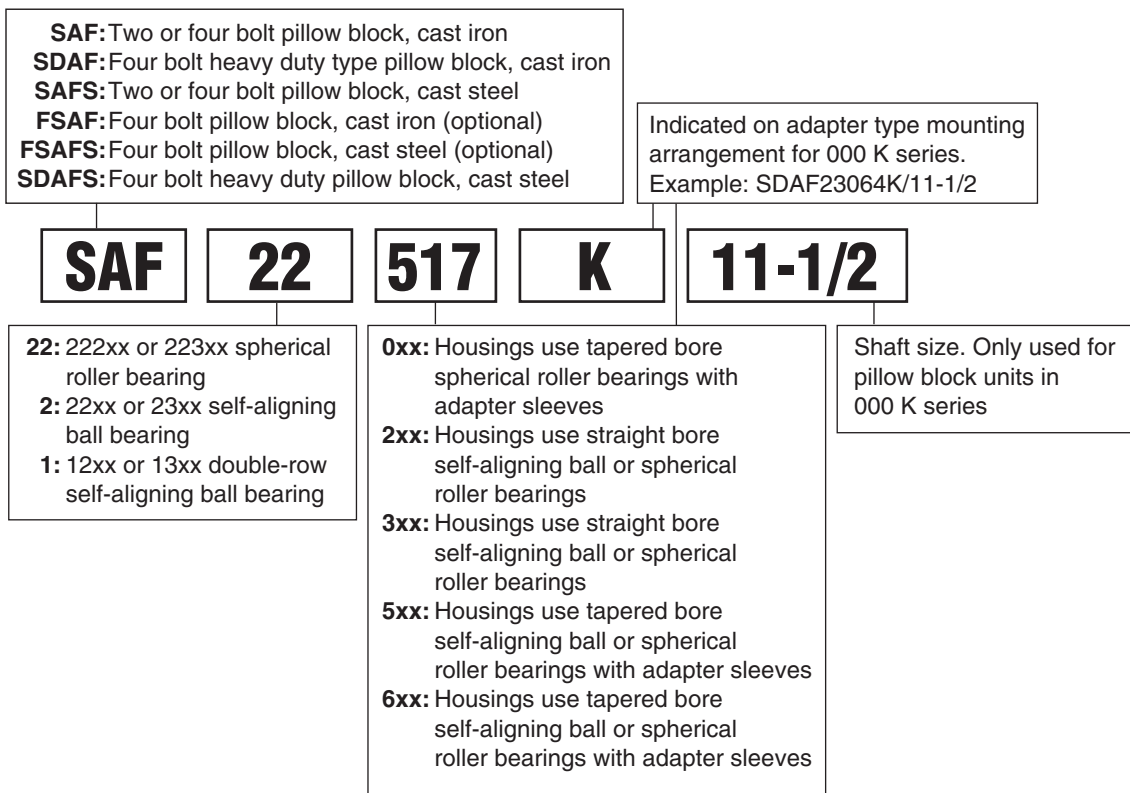 SAF: Two or four bolt pillow block, cast iron
SDAF: Four bolt heavy duty type pillow block, cast iron
SAFS: Two or four bolt pillow block, cast steel
FSAF: Four bolt pillow block, cast iron (optional)
FSAFS: Four bolt pillow block, cast steel (optional)
SDAFS: Four bolt heavy duty pillow block, cast steel
Indicated on adapter type mounting
arrangement for 000 K series.
Example: SDAF23064K/11-1/2
SAF 22 517 K 11-1/2
22: 222xx or 223xx spherical
roller bearing
2: 22xx or 23xx self-aligning
ball bearing
1: 12xx or 13xx double-row
self-aligning ball bearing
0xx: Housings use tapered bore
spherical roller bearings with
adapter sleeves
2xx: Housings use straight bore
self-aligning ball or spherical
roller bearings
3xx: Housings use straight bore
self-aligning ball or spherical
roller bearings
5xx: Housings use tapered bore
self-aligning ball or spherical
roller bearings with adapter sleeves
6xx: Housings use tapered bore
self-aligning ball or spherical
roller bearings with adapter sleeves
Shaft size. Only used for
pillow block units in
000 K series